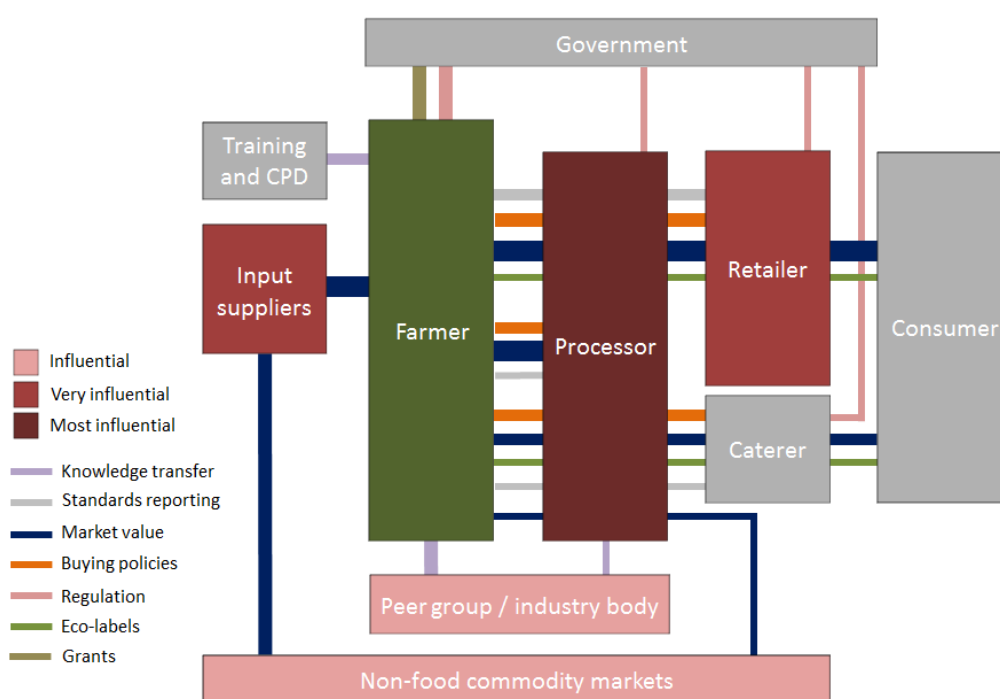 Government
Training
and CPD
Input
suppliers
Farmer
Processor
Retailer
Consumer
Caterer
Influential
Very influential
Most influential
Knowledge transfer
Standards reporting
Market value
Buying policies
Regulation
Eco-labels
Grants
Peer group / industry body
Non-food commodity markets